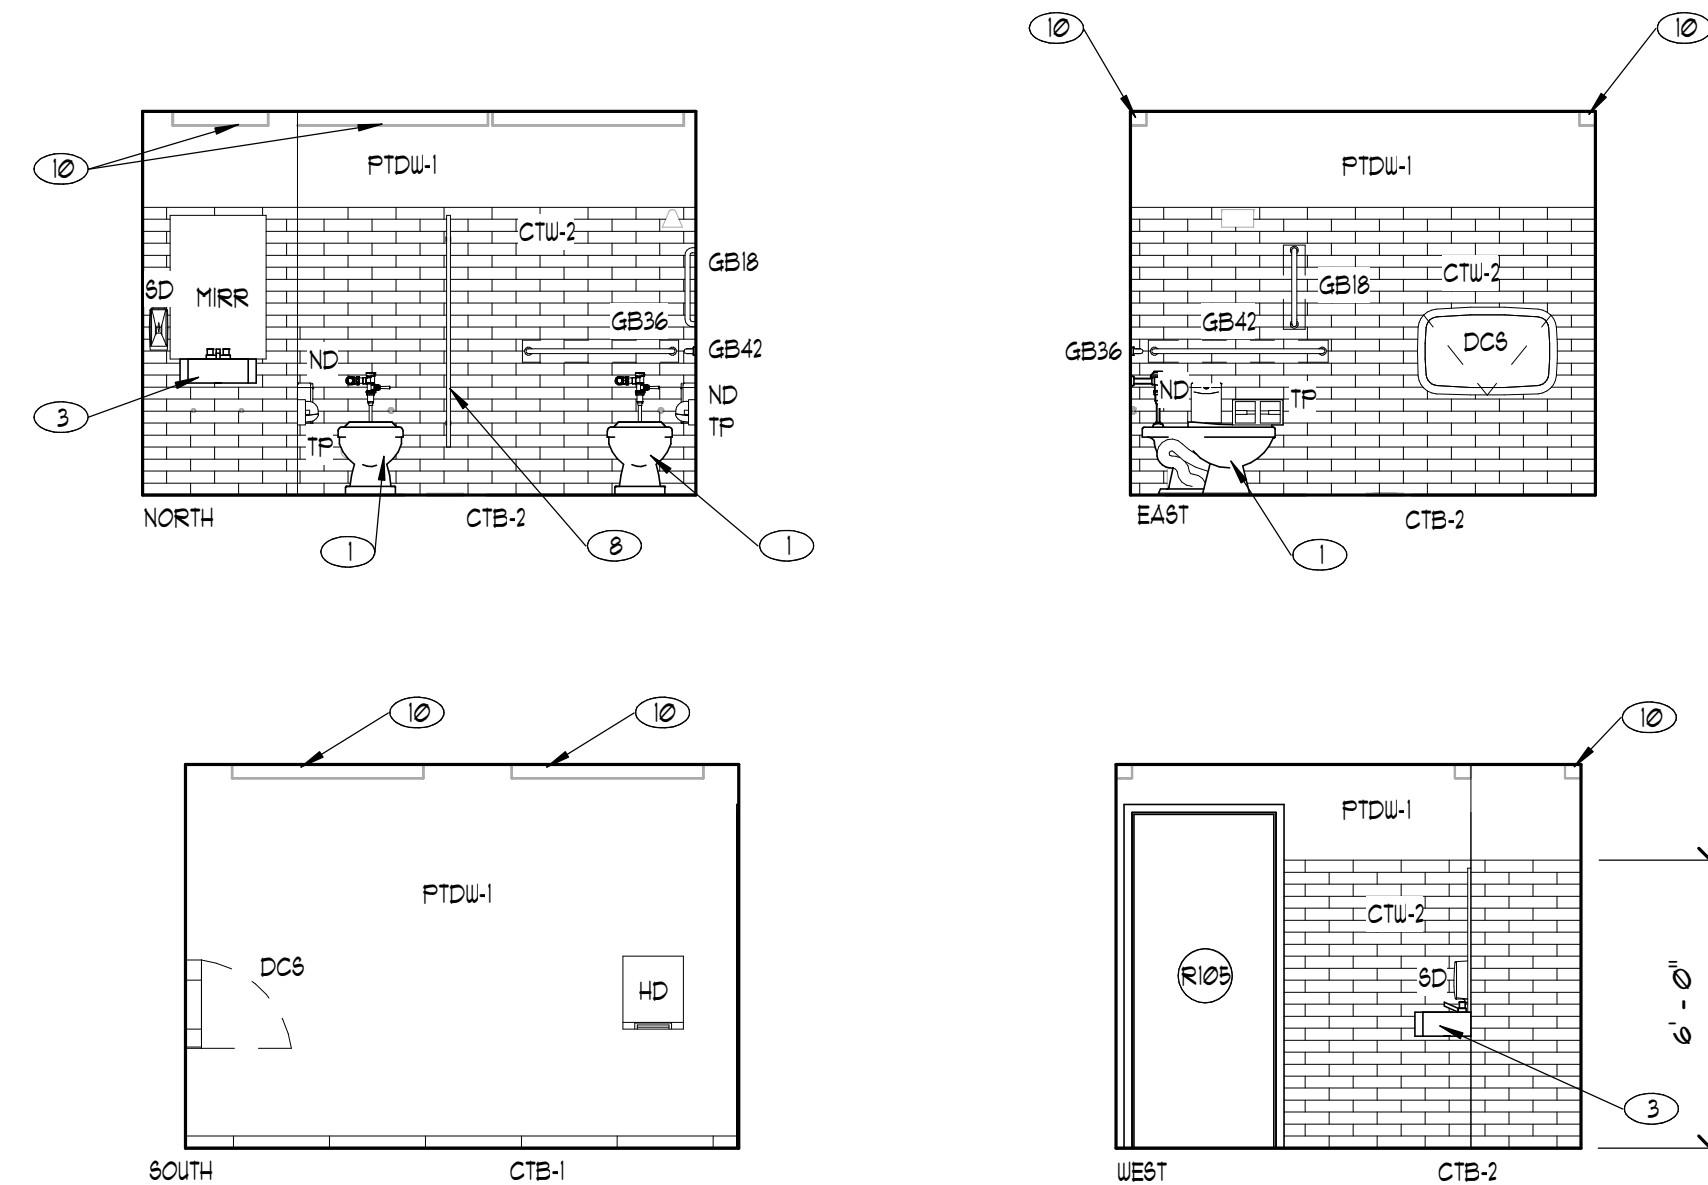 10
PTDW-1
CTW-2
SD
MIRR
GB18
GB36
GB42
ND
ND
TP
TP
3
NORTH
CTB-2
1
8
1
10
10
PTDW-1
CTW-2
GB18
GB42
GB36
DCS
ND
TP
EAST
CTB-2
1
10
10
PTDW-1
DCS
HD
SOUTH
CTB-1
10
PTDW-1
CTW-2
R105
SD
6' - 0"
3
WEST
CTB-2